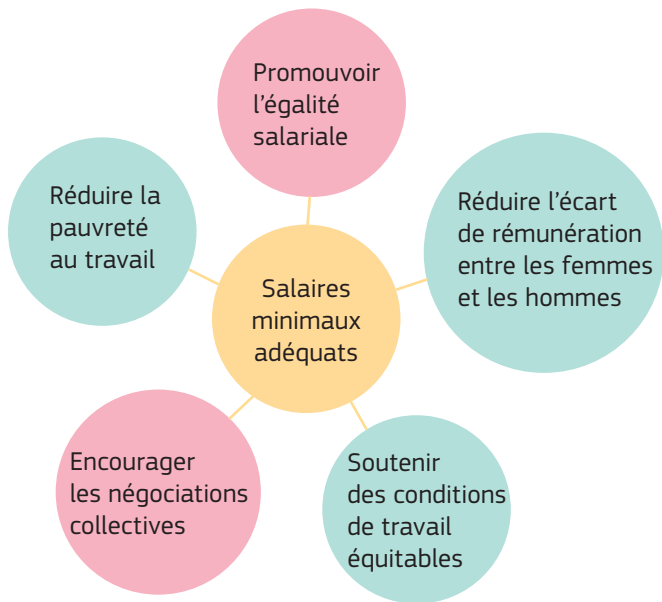 Promouvoir
l’égalité
salariale
Réduire la
pauvreté
au travail
Réduire l’écart
de rémunération
entre les femmes
et les hommes
Salaires
minimaux
adéquats
Encourager
les négociations
collectives
Soutenir
des conditions
de travail
équitables